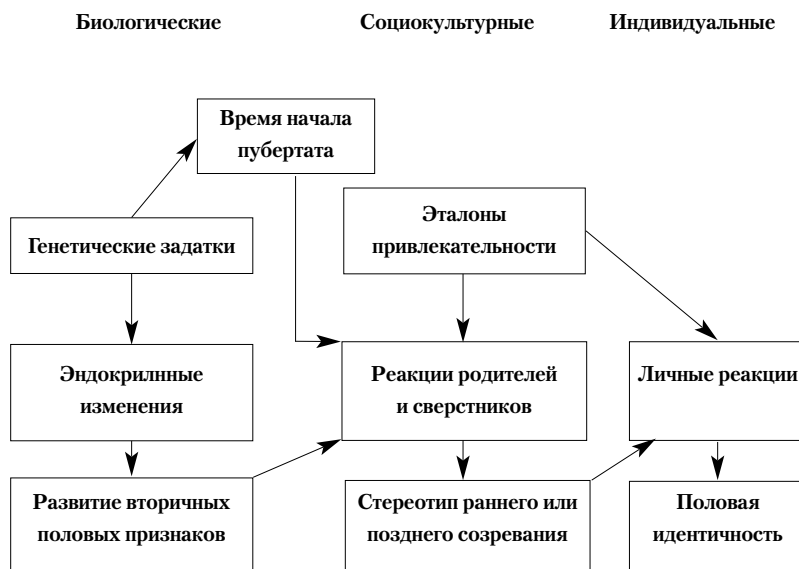 Биологические
Социокультурные
Индивидуальные
Время начала
пубертата
Генетические задатки
Эталоны
привлекательности
Эндокрилнные
изменения
Реакции родителей
и сверстников
Личные реакции
Развитие вторичных
половых признаков
Стереотип раннего или
позднего созревания
Половая
идентичность